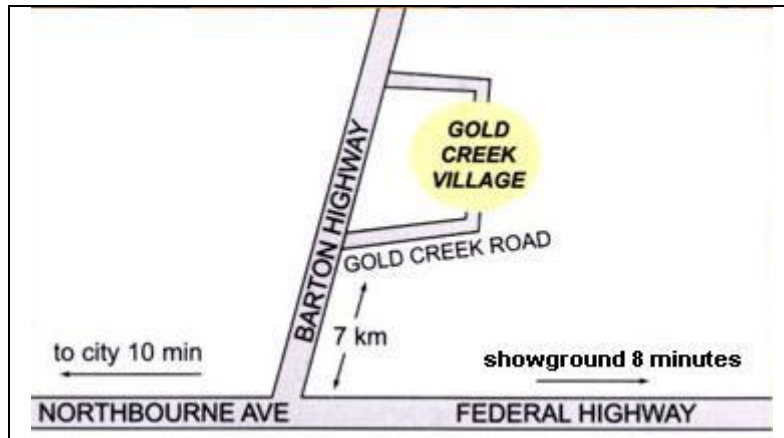 GOLD
CREEK
VILLAGE
BARTON HIGHWAY
GOLD CREEK ROAD
7 km
to city 10 min
showground 8 minutes
NORTHBOURNE AVE
FEDERAL HIGHWAY